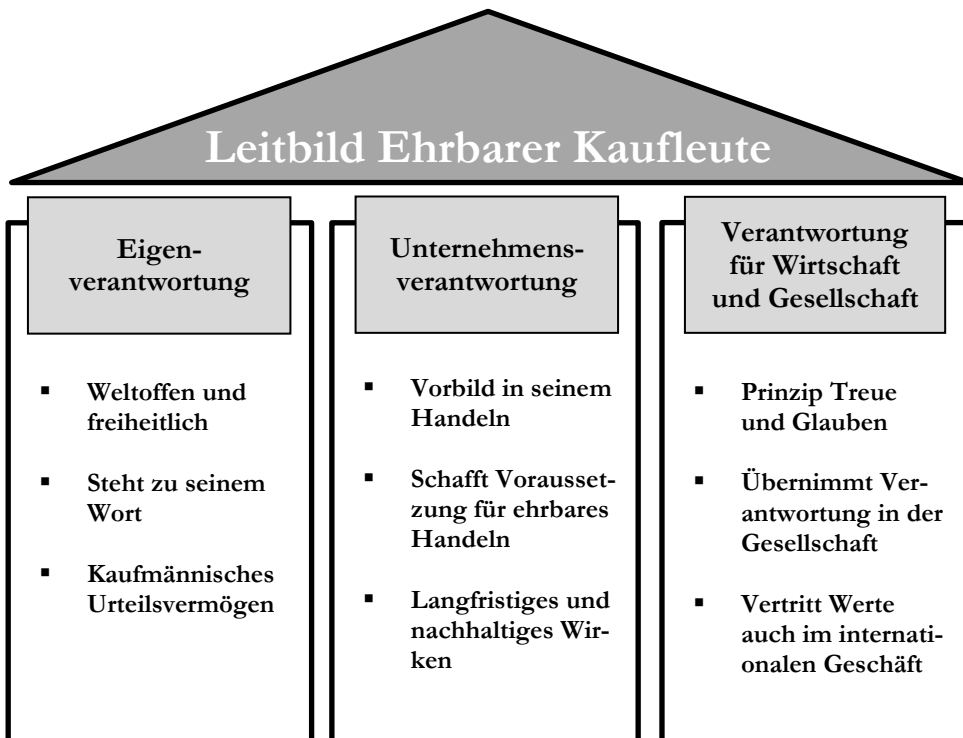 Leitbild Ehrbarer Kaufleute
Eigen-
verantwortung
▪ Weltoffen und
freiheitlich
▪ Steht zu seinem
Wort
▪ Kaufmännisches
Urteilsvermögen
Unternehmens-
verantwortung
▪ Vorbild in seinem
Handeln
▪ Schafft Vorausset-
zung für ehrbares
Handeln
▪ Langfristiges und
nachhaltiges Wir-
ken
Verantwortung
für Wirtschaft
und Gesellschaft
▪ Prinzip Treue
und Glauben
▪ Übernimmt Ver-
antwortung in der
Gesellschaft
▪ Vertritt Werte
auch im internati-
onalen Geschäft